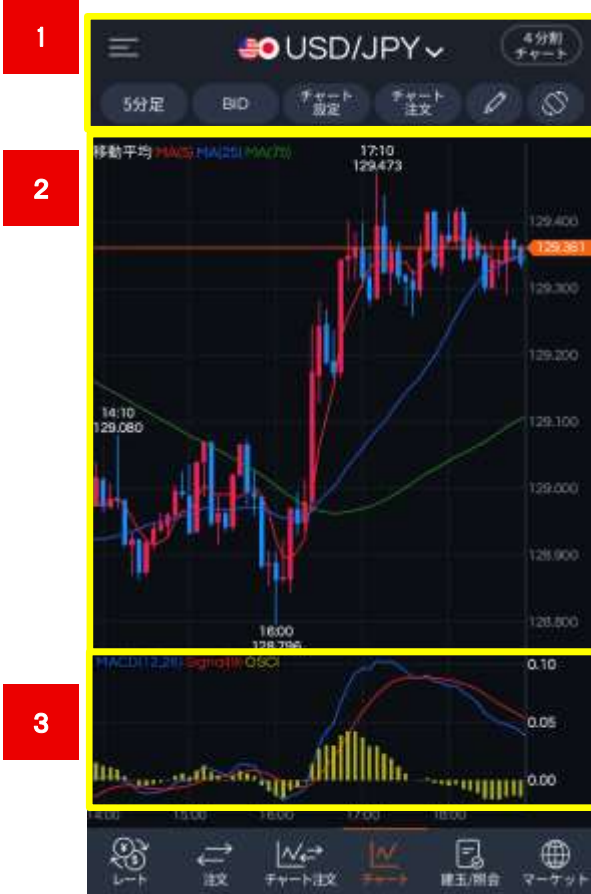 1
USD/JPY
4分割
チャート
5分足
BID
チャート
設定
チャート
注文
2
移動平均 MA(5) MA(25) MA(75)
17:10
129.473
129.400
129.361
129.300
129.200
14:10
129.080
129.100
129.000
128.900
128.800
16:00
128.796
3
MACD(12,26) Signal(9) OSCI
0.10
0.05
0.00
14:00 15:00 16:00 17:00 18:00
レート
注文
チャート注文
チャート
建玉/照会
マーケット